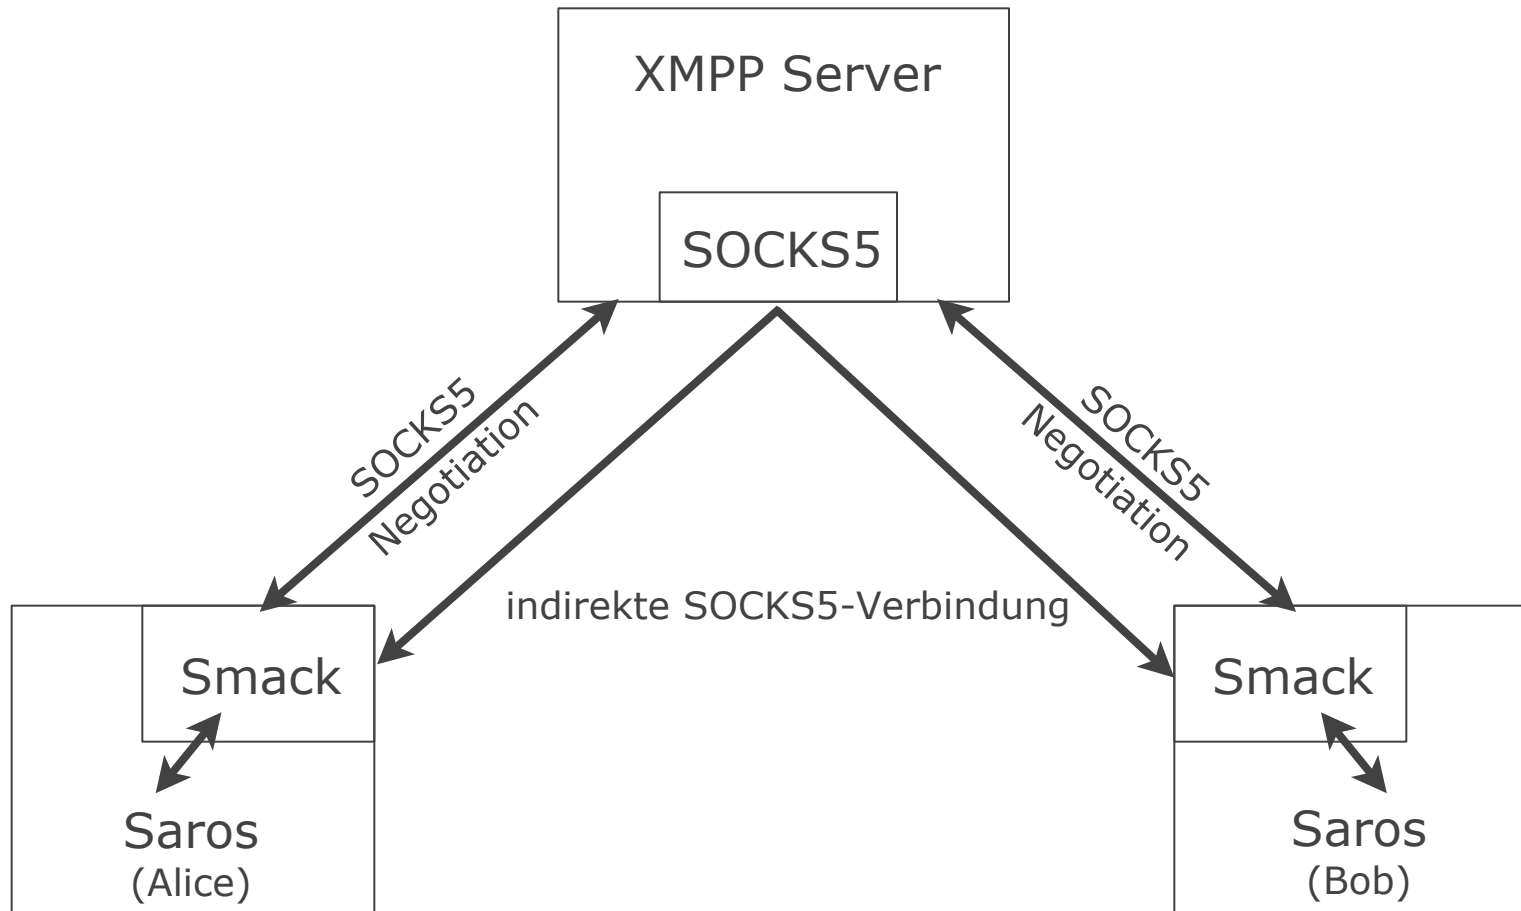 XMPP Server
SOCKS5
SOCKS5
Negotiation
SOCKS5
Negotiation
indirekte SOCKS5-Verbindung
Smack
Smack
Saros
(Alice)
Saros
(Bob)